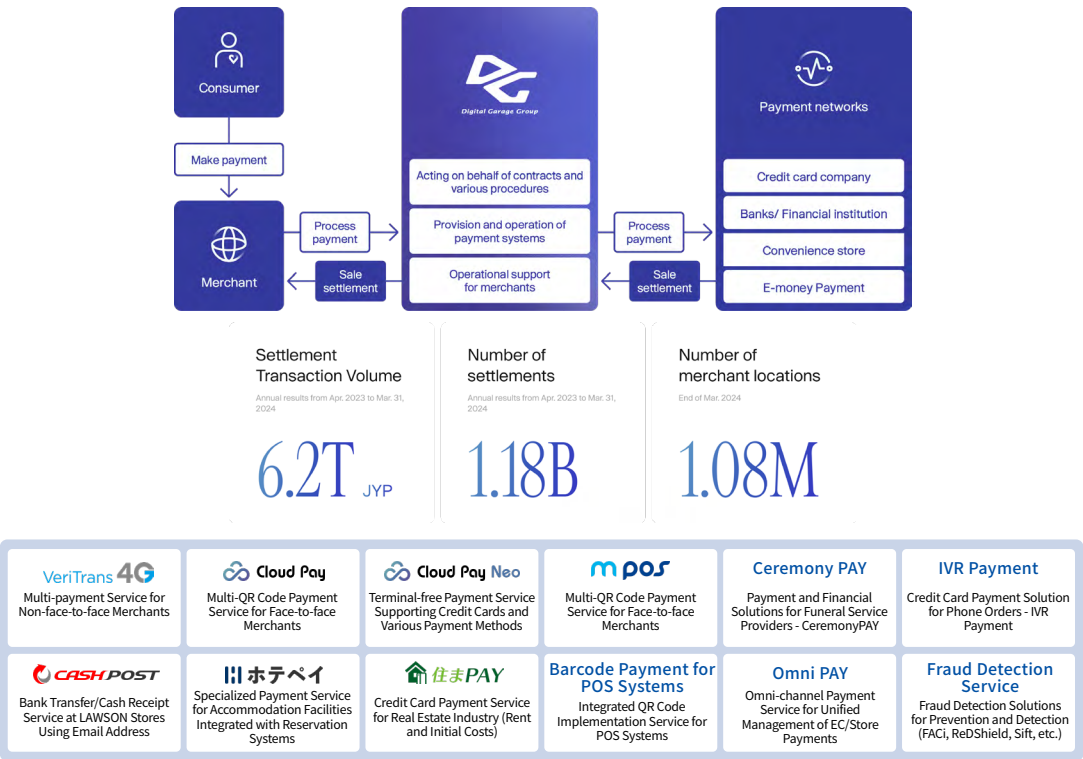 Consumer
Make payment
Merchant
Process
payment
Sale
settlement
DG
Digital Garage Group
Acting on behalf of contracts and
various procedures
Provision and operation of
payment systems
Operational support
for merchants
Process
payment
Sale
settlement
Payment networks
Credit card company
Banks/ Financial institution
Convenience store
E-money Payment
Settlement
Transaction Volume
Annual results from Apr. 2023 to Mar. 31,
2024
6.2T JYP
Number of
settlements
Annual results from Apr. 2023 to Mar. 31,
2024
1.18B
Number of
merchant locations
End of Mar. 2024
1.08M
VeriTrans 4G
Multi-payment Service for
Non-face-to-face Merchants
Cloud Pay
Multi-QR Code Payment
Service for Face-to-face
Merchants
Cloud Pay Neo
Terminal-free Payment Service
Supporting Credit Cards and
Various Payment Methods
m pos
Multi-QR Code Payment
Service for Face-to-face
Merchants
Ceremony PAY
Payment and Financial
Solutions for Funeral Service
Providers - CeremonyPAY
IVR Payment
Credit Card Payment Solution
for Phone Orders - IVR
Payment
CASH POST
Bank Transfer/Cash Receipt
Service at LAWSON Stores
Using Email Address
ホテペイ
Specialized Payment Service
for Accommodation Facilities
Integrated with Reservation
Systems
住まPAY
Credit Card Payment Service
for Real Estate Industry (Rent
and Initial Costs)
Barcode Payment for
POS Systems
Integrated QR Code
Implementation Service for
POS Systems
Omni PAY
Omni-channel Payment
Service for Unified
Management of EC/Store
Payments
Fraud Detection
Service
Fraud Detection Solutions
for Prevention and Detection
(FACi, ReDShield, Sift, etc.)